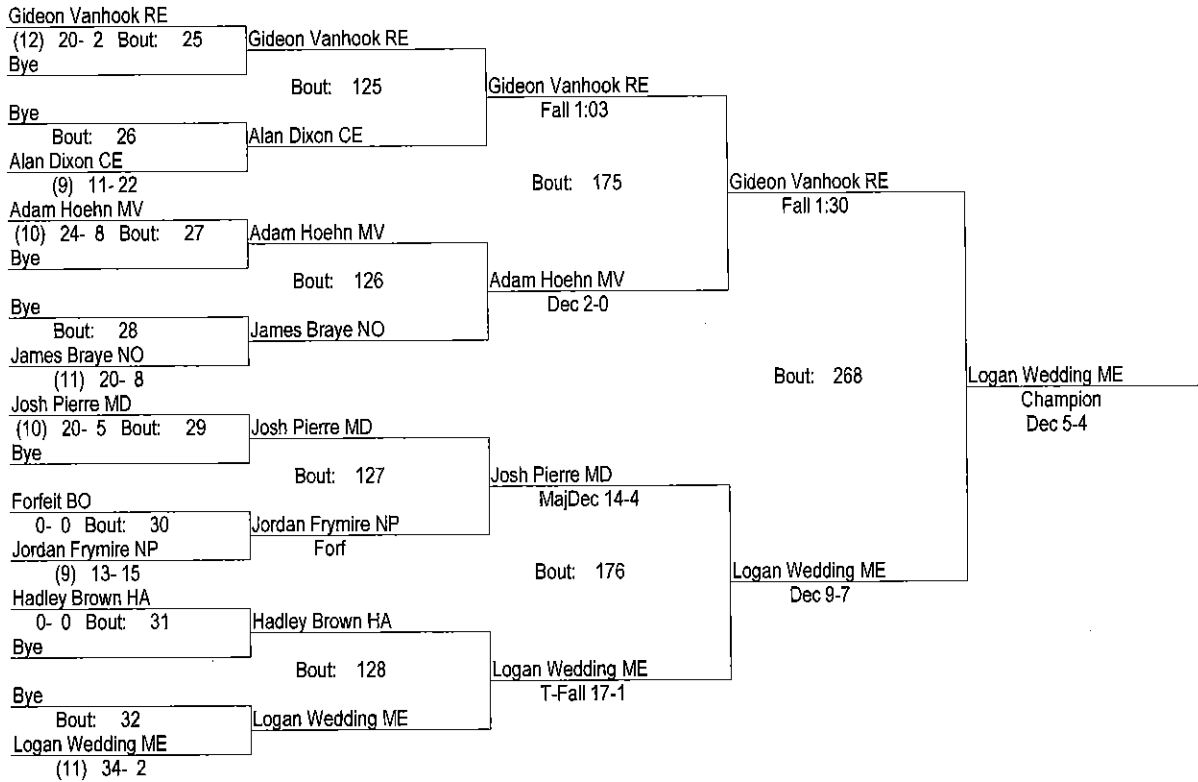 Gideon Vanhook RE
(12) 20- 2 Bout: 25
Bye
Bye
Bout: 26
Alan Dixon CE
(9) 11- 22
Adam Hoehn MV
(10) 24- 8 Bout: 27
Bye
Bye
Bout: 28
James Braye NO
(11) 20- 8
Josh Pierre MD
(10) 20- 5 Bout: 29
Bye
Forfeit BO
0- 0 Bout: 30
Jordan Frymire NP
(9) 13- 15
Hadley Brown HA
0- 0 Bout: 31
Bye
Bye
Bout: 32
Logan Wedding ME
(11) 34- 2
Gideon Vanhook RE
Bout: 125
Alan Dixon CE
Adam Hoehn MV
Bout: 126
James Braye NO
Josh Pierre MD
Bout: 127
Jordan Frymire NP
Forf
Hadley Brown HA
Bout: 128
Logan Wedding ME
Gideon Vanhook RE
Fall 1:03
Bout: 175
Adam Hoehn MV
Dec 2-0
Josh Pierre MD
MajDec 14-4
Bout: 176
Logan Wedding ME
T-Fall 17-1
Gideon Vanhook RE
Fall 1:30
Bout: 268
Logan Wedding ME
Dec 9-7
Logan Wedding ME
Champion
Dec 5-4